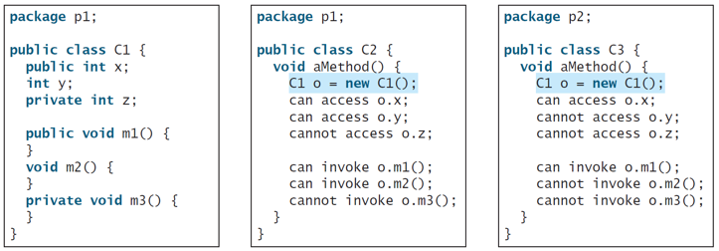 package p1;
public class C1 {
public int x;
int y;
private int z;
public void m1() {
}
void m2() {
}
private void m3() {
}
}
package p1;
public class C2 {
void aMethod() {
C1 o = new C1();
can access o.x;
can access o.y;
cannot access o.z;
can invoke o.m1();
can invoke o.m2();
cannot invoke o.m3();
}
}
package p2;
public class C3 {
void aMethod() {
C1 o = new C1();
can access o.x;
cannot access o.y;
cannot access o.z;
can invoke o.m1();
cannot invoke o.m2();
cannot invoke o.m3();
}
}